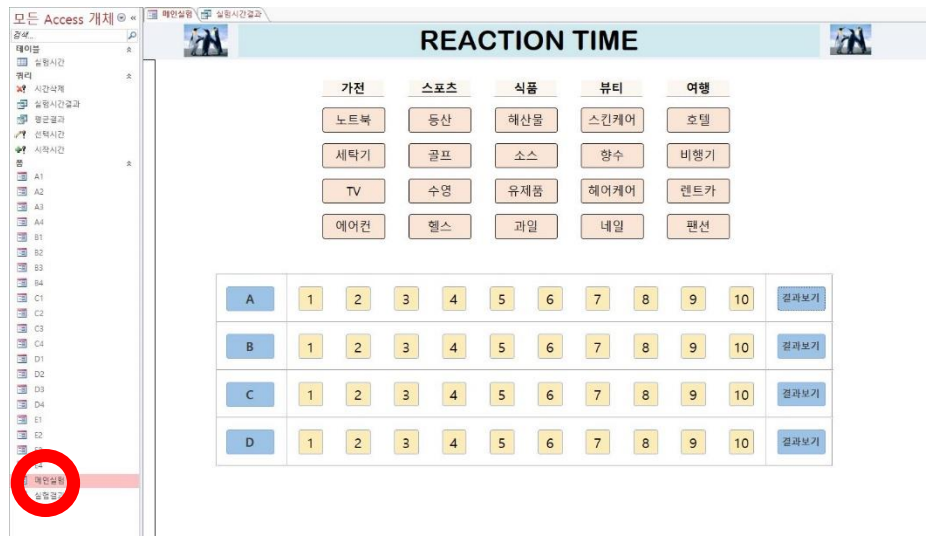 모든 Access 개체
검색...
테이블
실험시간
쿼리
시간삭제
실험시간결과
평균결과
선택시간
시작시간
폼
A1
A2
A3
A4
B1
B2
B3
B4
C1
C2
C3
C4
D1
D2
D3
D4
E1
E2
E4
메인실험
메인실험 실험시간결과
REACTION TIME
가전 스포츠 식품 뷰티 여행
노트북 등산 해산물 스킨케어 호텔
세탁기 골프 소스 향수 비행기
TV 수영 유제품 헤어케어 렌트카
에어컨 헬스 과일 네일 팬션
A 1 2 3 4 5 6 7 8 9 10 결과보기
B 1 2 3 4 5 6 7 8 9 10 결과보기
C 1 2 3 4 5 6 7 8 9 10 결과보기
D 1 2 3 4 5 6 7 8 9 10 결과보기